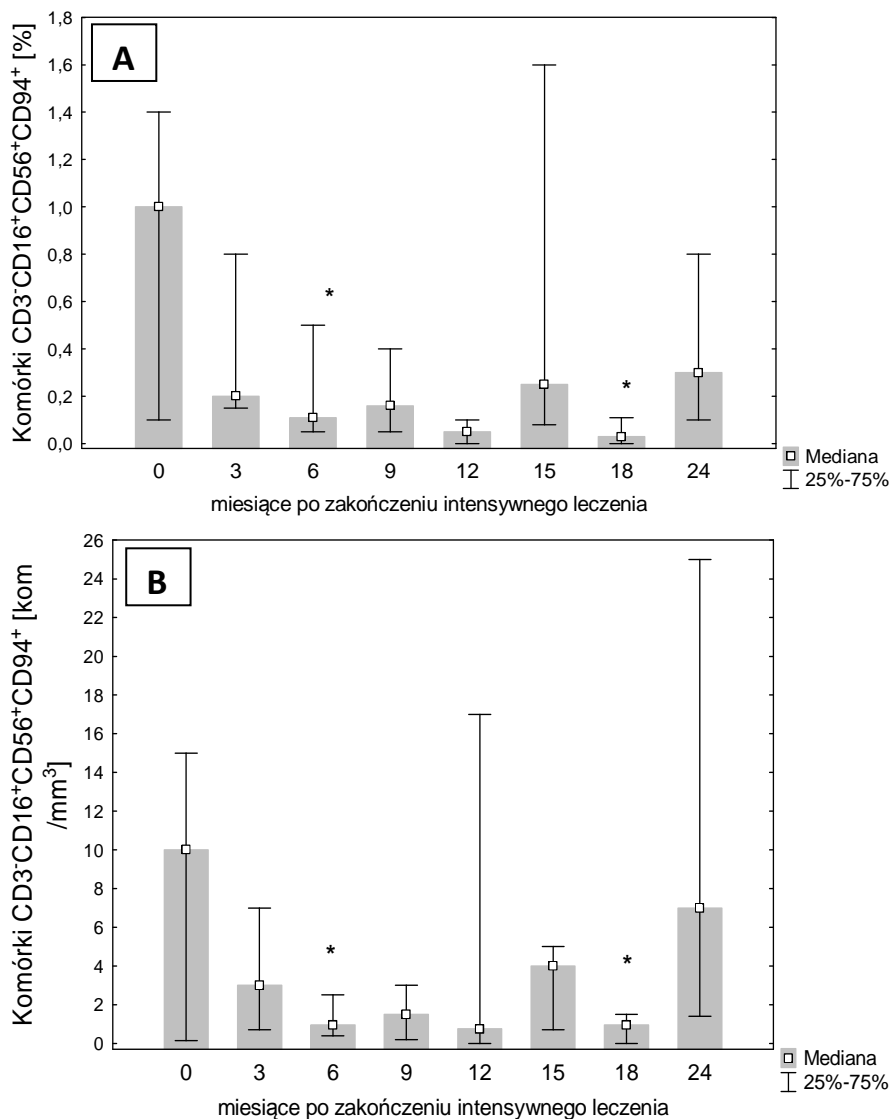 A
Komórki CD3⁻CD16⁺CD56⁺CD94⁺ [%]
1,8
1,6
1,4
1,2
1,0
0,8
0,6
0,4
0,2
0,0
*
*
0 3 6 9 12 15 18 24
miesiące po zakończeniu intensywnego leczenia
Mediana
25%-75%
B
Komórki CD3⁻CD16⁺CD56⁺CD94⁺ [kom
/mm³]
26
24
22
20
18
16
14
12
10
8
6
4
2
0
*
*
0 3 6 9 12 15 18 24
miesiące po zakończeniu intensywnego leczenia
Mediana
25%-75%